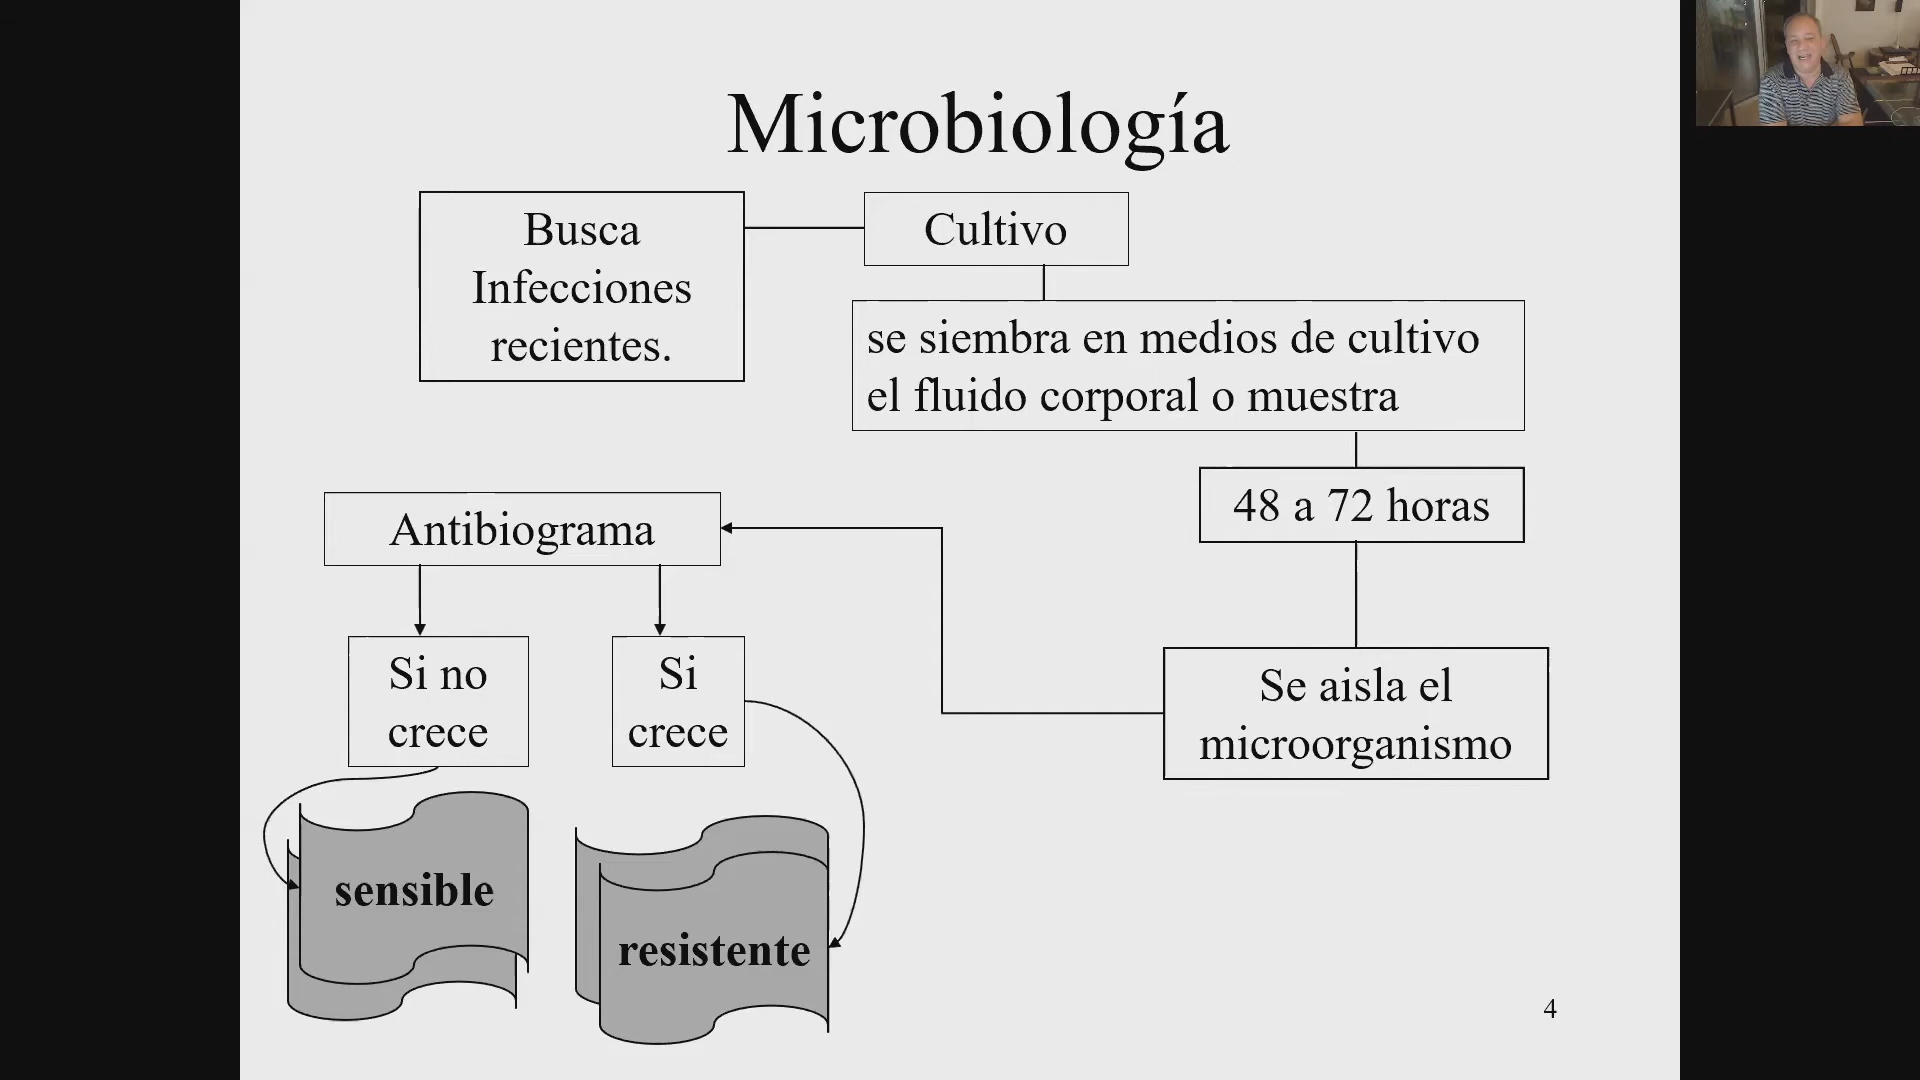 Microbiología
Busca
Infecciones
recientes.
Cultivo
se siembra en medios de cultivo
el fluido corporal o muestra
48 a 72 horas
Se aisla el
microorganismo
Antibiograma
Si no
crece
Si
crece
sensible
resistente
4